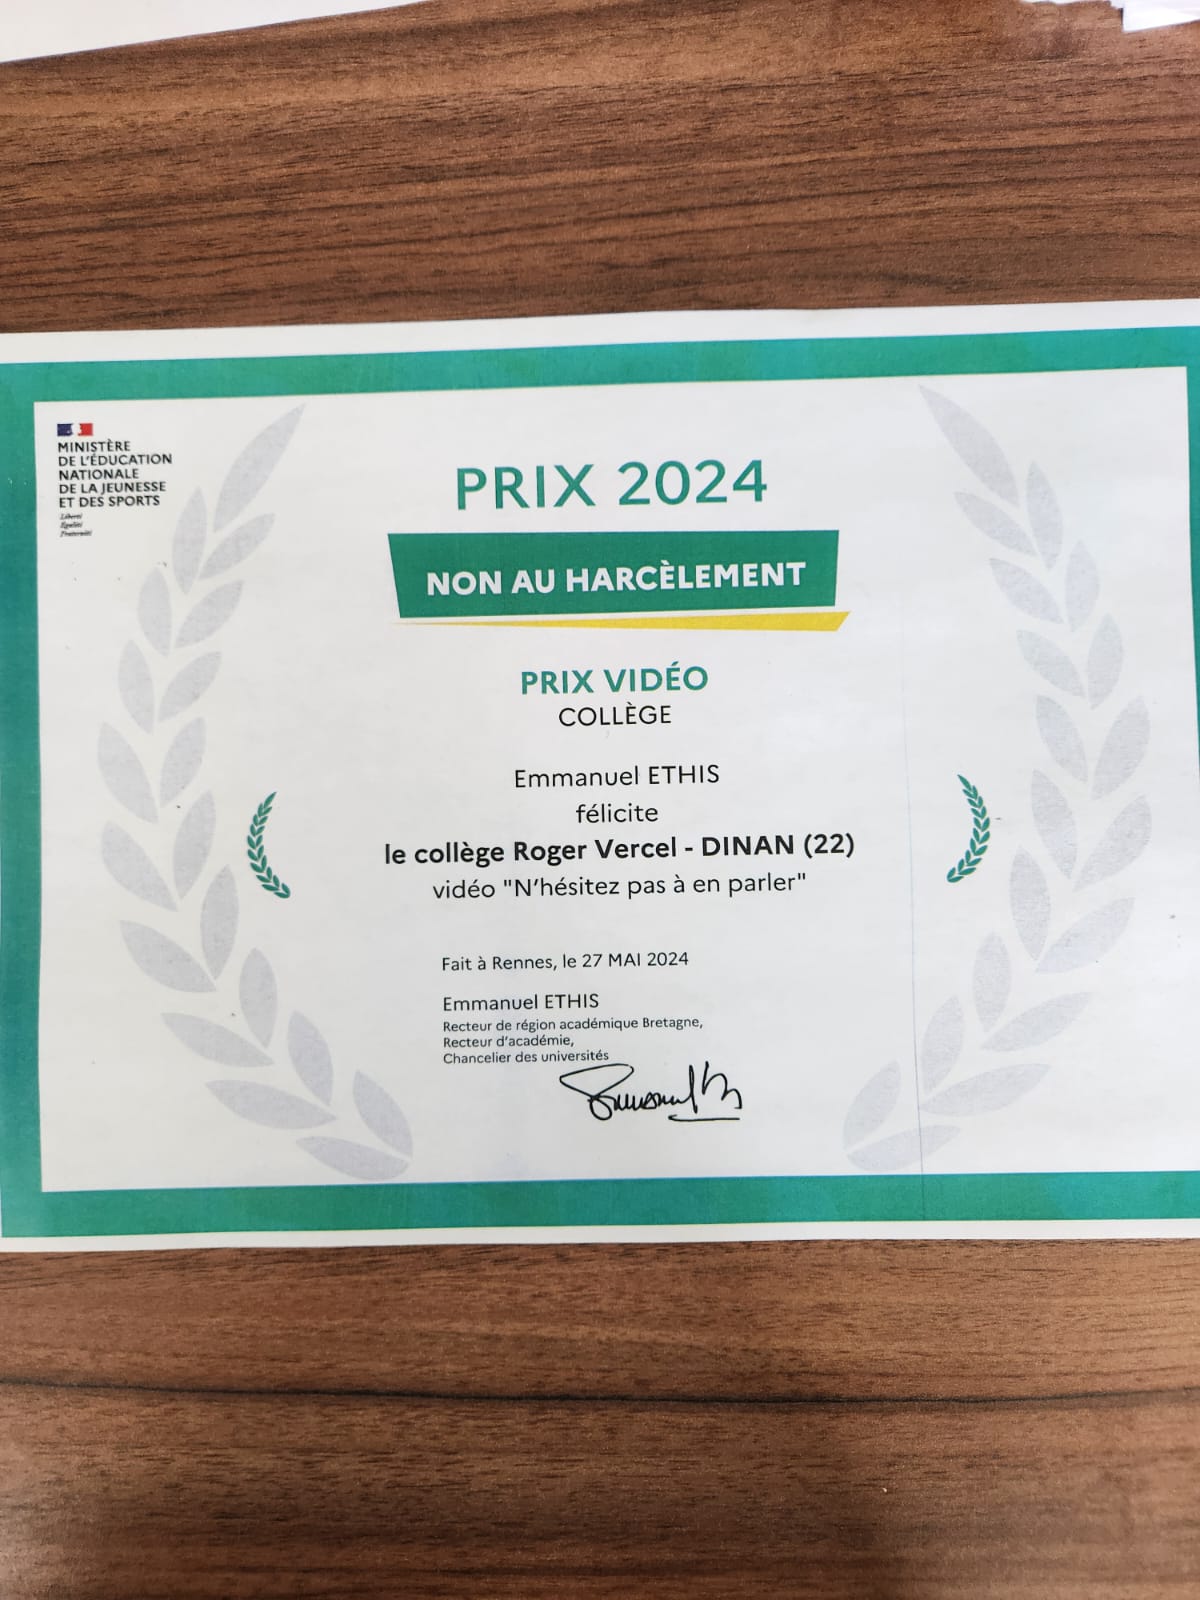 MINISTÈRE
DE L'ÉDUCATION
NATIONALE
DE LA JEUNESSE
ET DES SPORTS
Liberté
Égalité
Fraternité
PRIX 2024
NON AU HARCÈLEMENT
PRIX VIDÉO
COLLÈGE
Emmanuel ETHIS
félicite
le collège Roger Vercel - DINAN (22)
vidéo "N'hésitez pas à en parler"
Fait à Rennes, le 27 MAI 2024
Emmanuel ETHIS
Recteur de région académique Bretagne,
Recteur d'académie,
Chancelier des universités